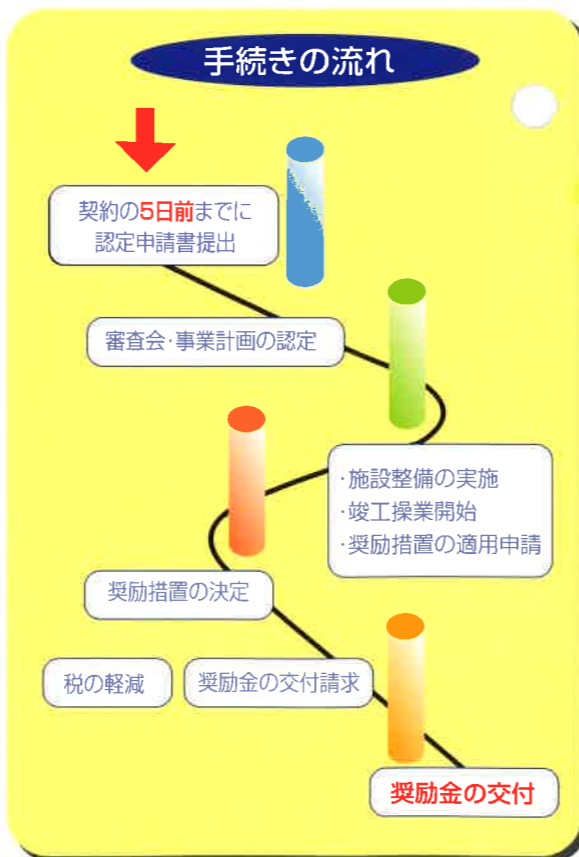 手続きの流れ
契約の5日前までに
認定申請書提出
審査会・事業計画の認定
・施設整備の実施
・竣工操業開始
・奨励措置の適用申請
奨励措置の決定
税の軽減
奨励金の交付請求
奨励金の交付